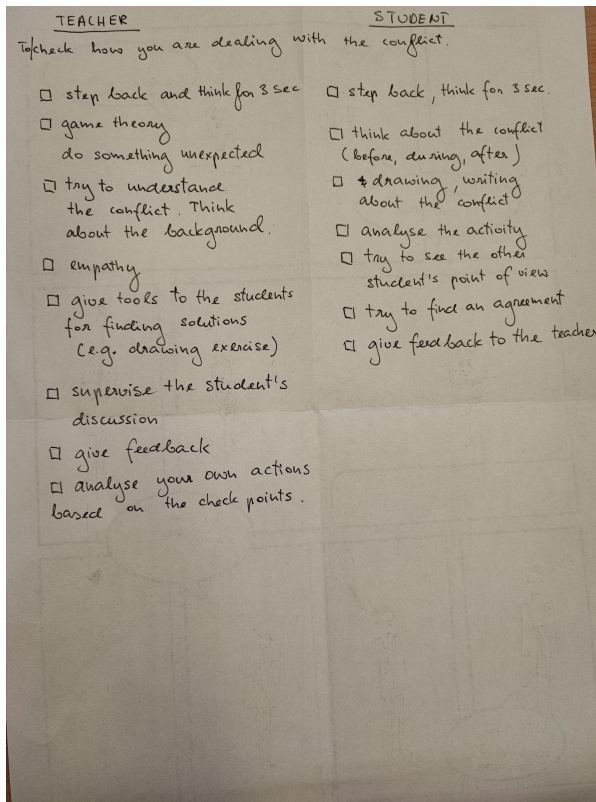 TEACHER
STUDENT
To check how you are dealing with the conflict.
step back and think for 3 sec
game theory
do something unexpected
try to understand
the conflict. Think
about the background.
empathy
give tools to the students
for finding solutions
(e.g. drawing exercise)
supervise the student's
discussion
give feedback
analyse your own actions
based on the check points.
step back, think for 3 sec.
think about the conflict
(before, during, after)
drawing, writing
about the conflict
analyse the activity
try to see the other
student's point of view
try to find an agreement
give feedback to the teacher